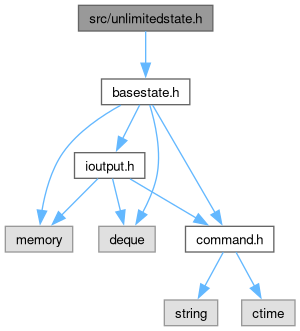 src/unlimitedstate.h
basestate.h
ioutput.h
memory
deque
command.h
string
ctime